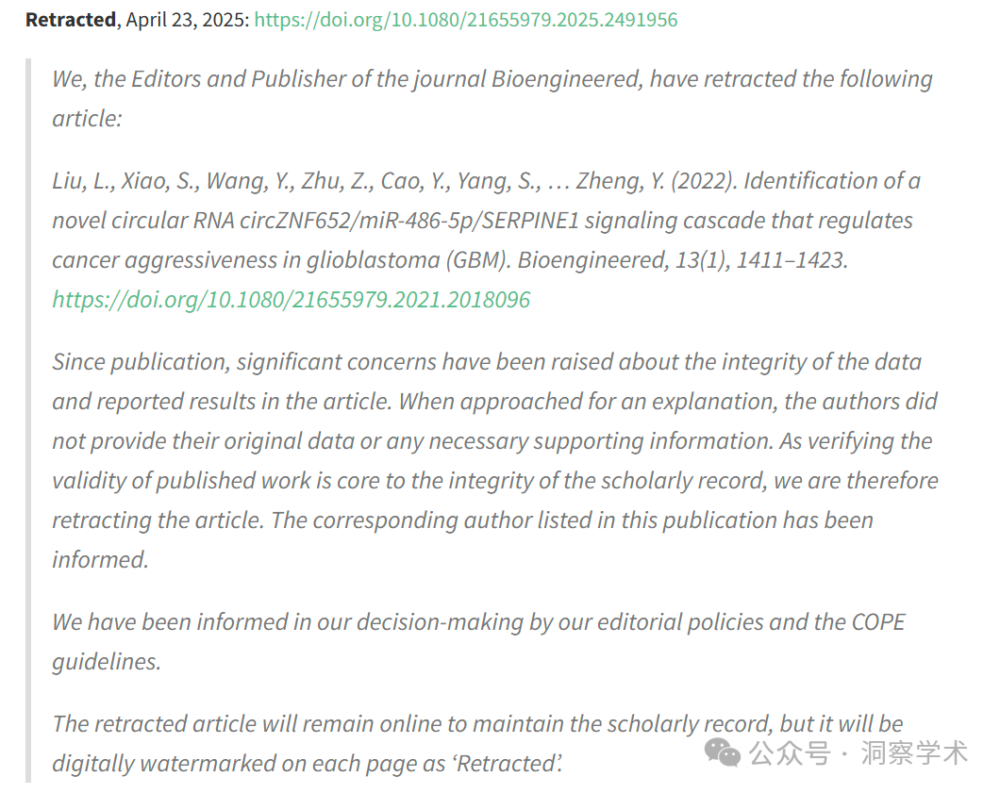 Retracted, April 23, 2025: https://doi.org/10.1080/21655979.2025.2491956
We, the Editors and Publisher of the journal Bioengineered, have retracted the following
article:
Liu, L., Xiao, S., Wang, Y., Zhu, Z., Cao, Y., Yang, S., … Zheng, Y. (2022). Identification of a
novel circular RNA circZNF652/miR-486-5p/SERPINE1 signaling cascade that regulates
cancer aggressiveness in glioblastoma (GBM). Bioengineered, 13(1), 1411–1423.
https://doi.org/10.1080/21655979.2021.2018096
Since publication, significant concerns have been raised about the integrity of the data
and reported results in the article. When approached for an explanation, the authors did
not provide their original data or any necessary supporting information. As verifying the
validity of published work is core to the integrity of the scholarly record, we are therefore
retracting the article. The corresponding author listed in this publication has been
informed.
We have been informed in our decision-making by our editorial policies and the COPE
guidelines.
The retracted article will remain online to maintain the scholarly record, but it will be
digitally watermarked on each page as ‘Retracted’.
公众号 · 洞察学术